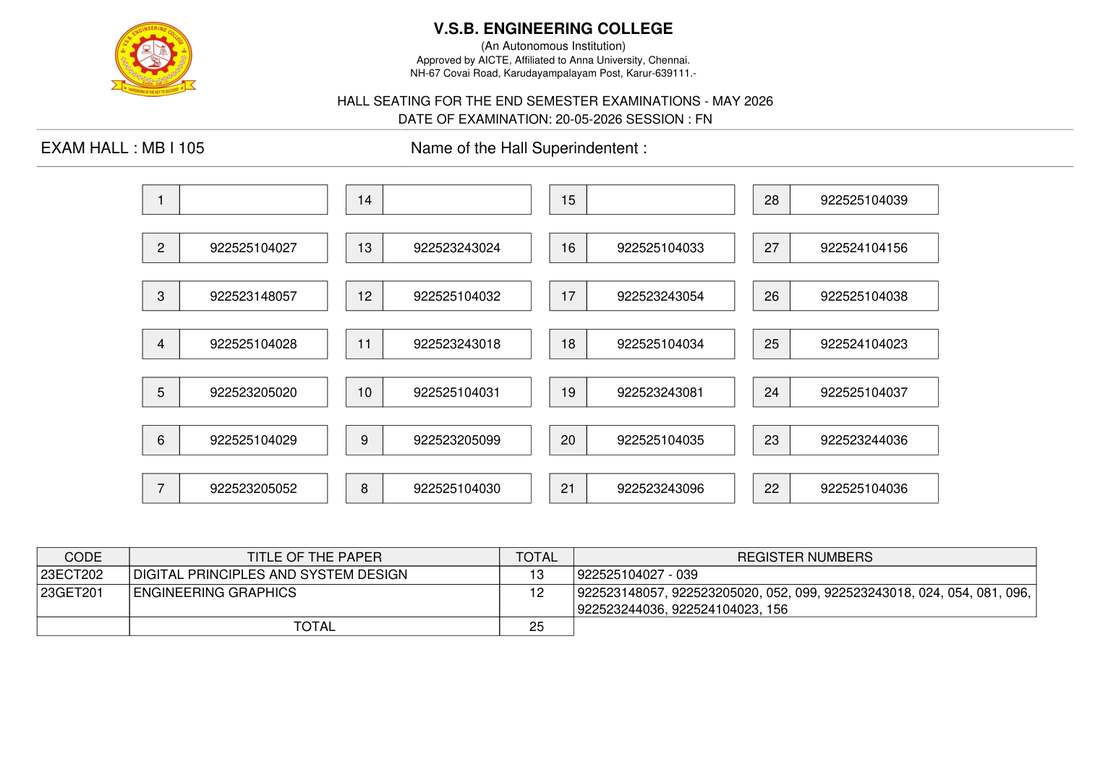 V.S.B. ENGINEERING COLLEGE
(An Autonomous Institution)
Approved by AICTE, Affiliated to Anna University, Chennai.
NH-67 Covai Road, Karudayampalayam Post, Karur-639111.-
HALL SEATING FOR THE END SEMESTER EXAMINATIONS - MAY 2026
DATE OF EXAMINATION: 20-05-2026 SESSION : FN
EXAM HALL : MB I 105 Name of the Hall Superindentent :
1 14 15 28 922525104039
2 922525104027 13 922523243024 16 922525104033 27 922524104156
3 922523148057 12 922525104032 17 922523243054 26 922525104038
4 922525104028 11 922523243018 18 922525104034 25 922524104023
5 922523205020 10 922525104031 19 922523243081 24 922525104037
6 922525104029 9 922523205099 20 922525104035 23 922523244036
7 922523205052 8 922525104030 21 922523243096 22 922525104036
CODE TITLE OF THE PAPER TOTAL REGISTER NUMBERS
23ECT202 DIGITAL PRINCIPLES AND SYSTEM DESIGN 13 922525104027 - 039
23GET201 ENGINEERING GRAPHICS 12 922523148057, 922523205020, 052, 099, 922523243018, 024, 054, 081, 096,
922523244036, 922524104023, 156
TOTAL 25